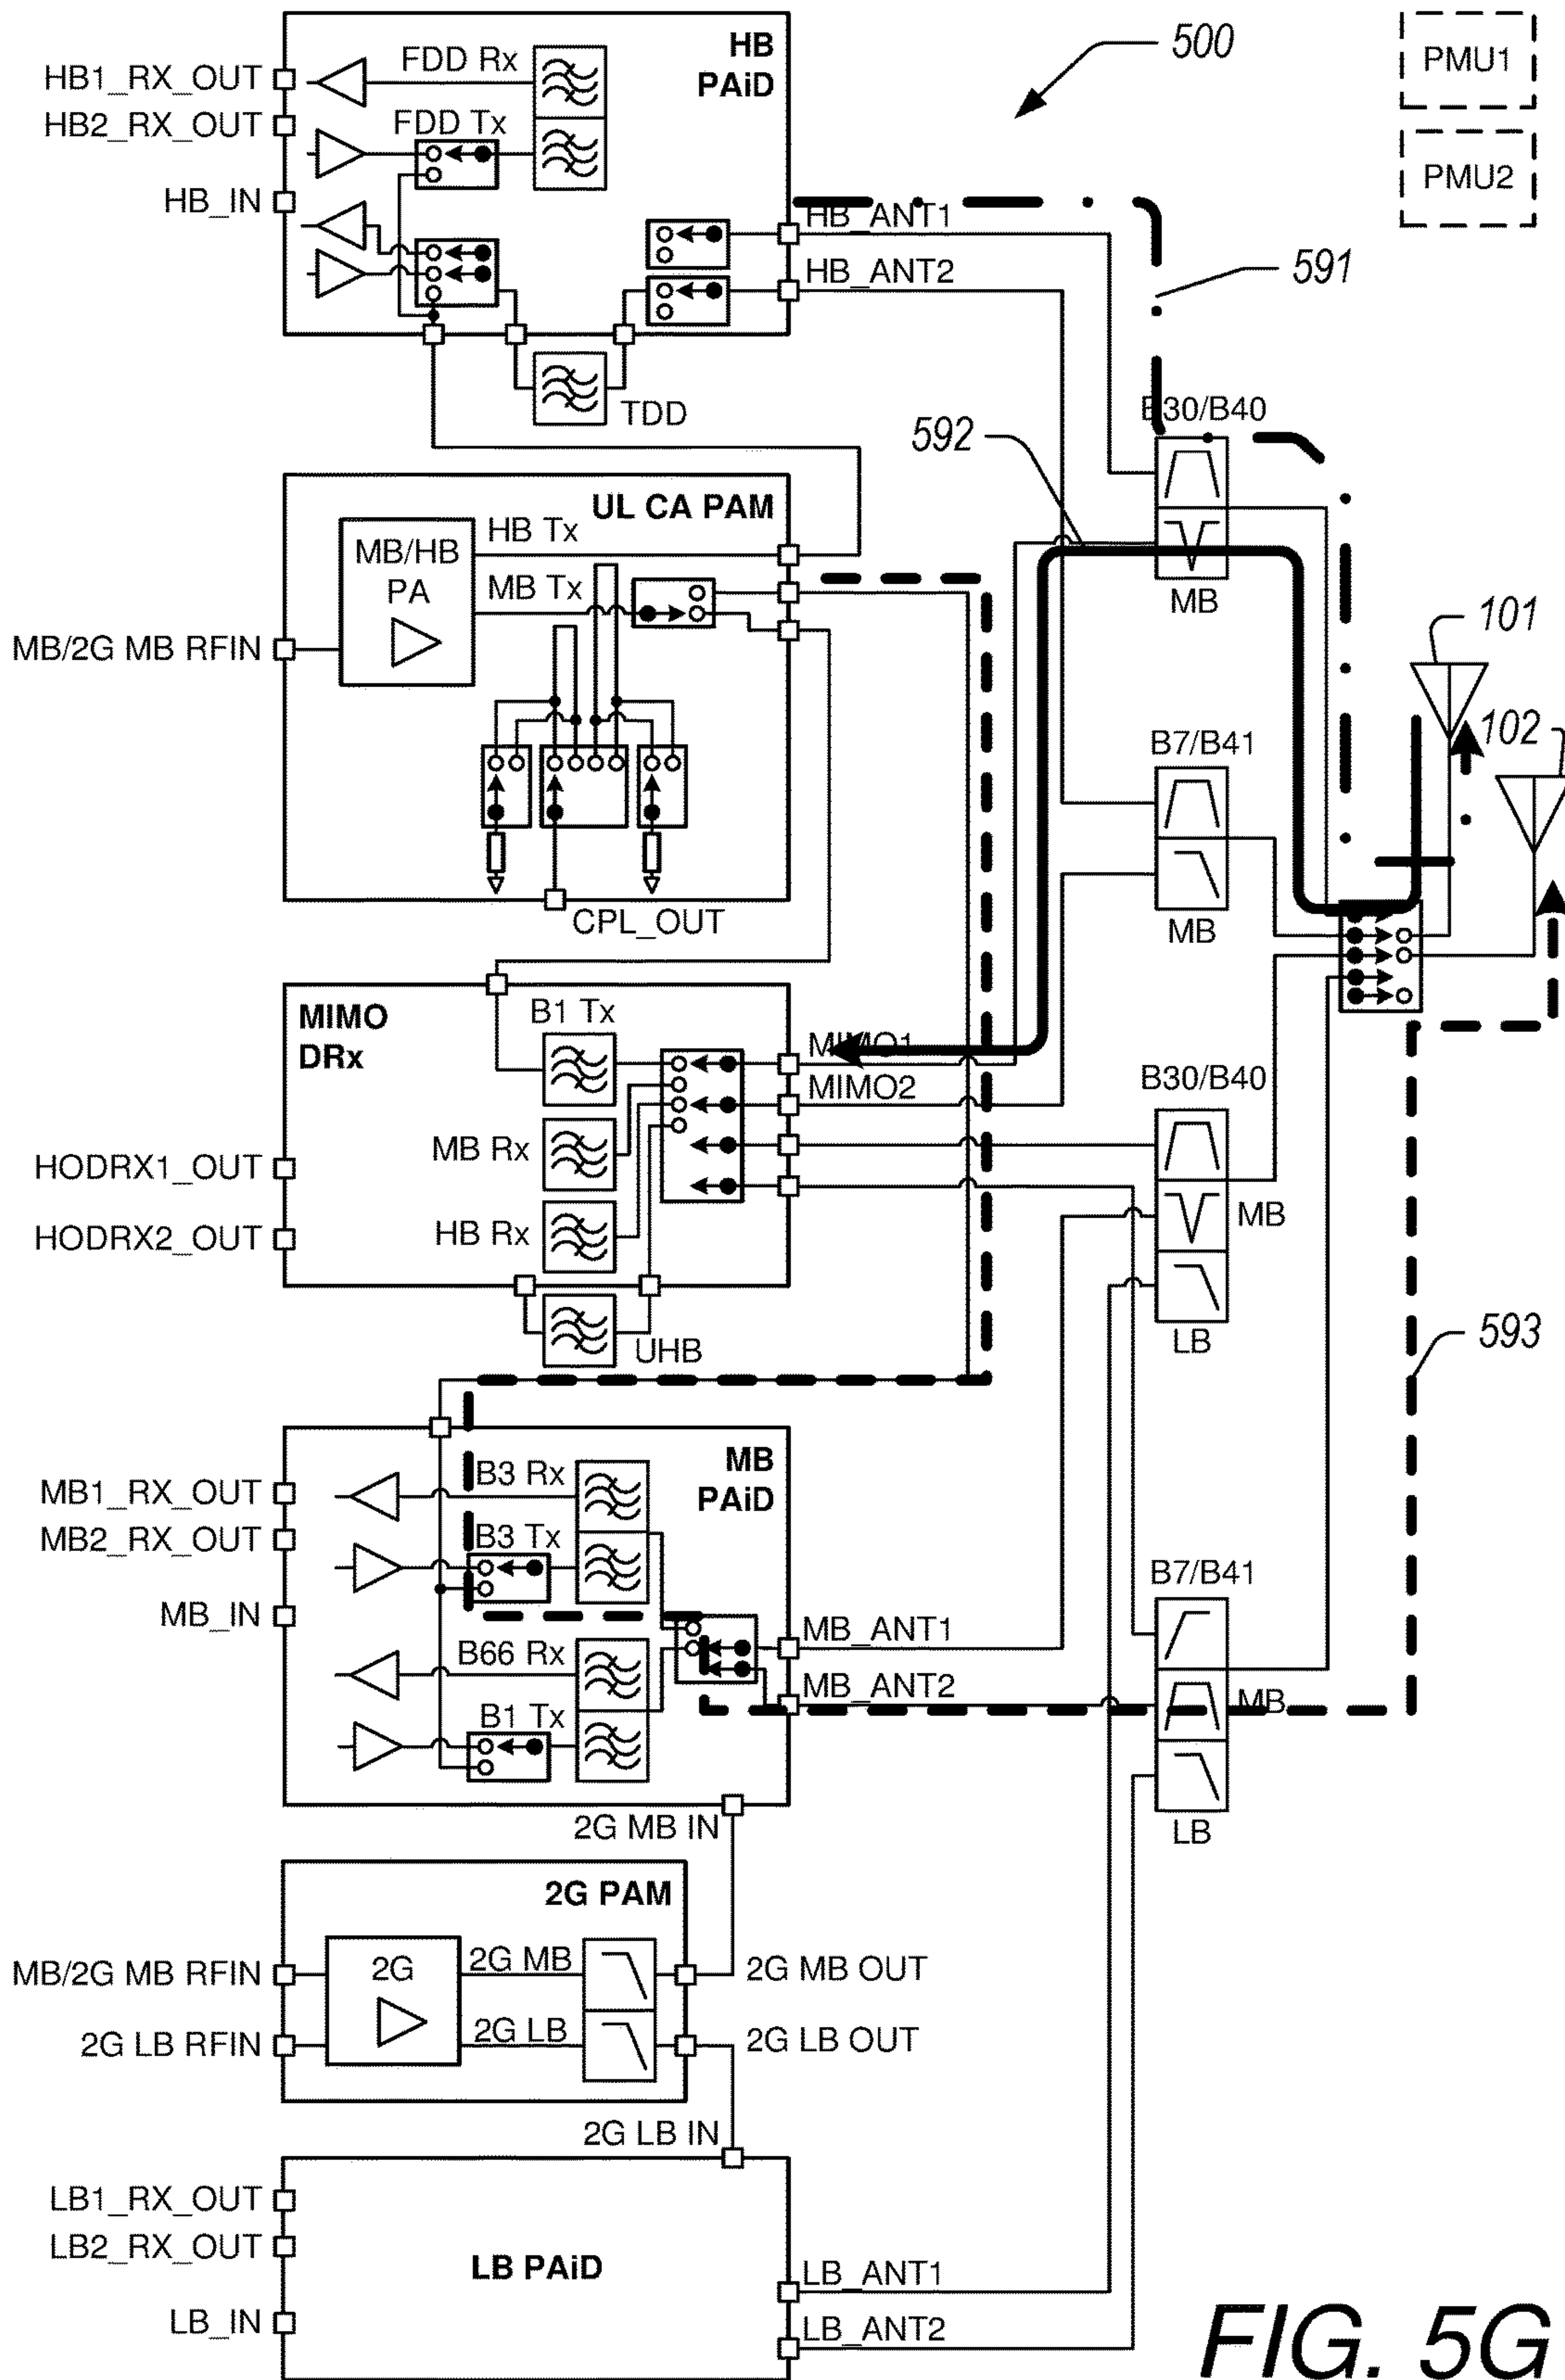 HB
PAiD
500
PMU1
PMU2
HB1_RX_OUT
FDD Rx
HB2_RX_OUT
FDD Tx
HB_IN
HB_ANT1
HB_ANT2
591
TDD
B30/B40
592
UL CA PAM
HB Tx
MB/HB
PA
MB Tx
MB
MB/2G MB RFIN
101
102
B7/B41
MB
CPL_OUT
MIMO
DRx
B1 Tx
MIMO1
MIMO2
B30/B40
MB Rx
HODRX1_OUT
HB Rx
MB
HODRX2_OUT
UHB
LB
593
MB
PAiD
MB1_RX_OUT
B3 Rx
MB2_RX_OUT
B3 Tx
B7/B41
MB_IN
MB_ANT1
B66 Rx
MB_ANT2
MB
B1 Tx
2G MB IN
LB
2G PAM
MB/2G MB RFIN
2G
2G MB
2G MB OUT
2G LB RFIN
2G LB
2G LB OUT
2G LB IN
LB1_RX_OUT
LB2_RX_OUT
LB PAiD
LB_ANT1
LB_IN
LB_ANT2
FIG. 5G